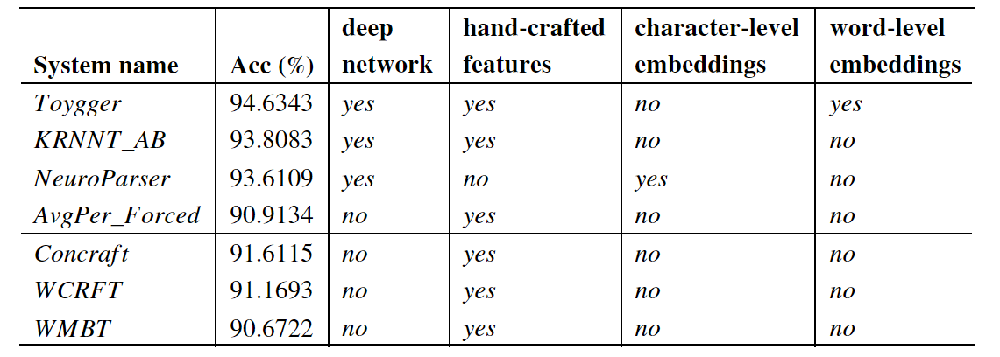 deep hand-crafted character-level word-level
System name Acc (%) network features embeddings embeddings
Toygger 94.6343 yes yes no yes
KRNNT_AB 93.8083 yes yes no no
NeuroParser 93.6109 yes no yes no
AvgPer_Forced 90.9134 no yes no no
Concraft 91.6115 no yes no no
WCRFT 91.1693 no yes no no
WMBT 90.6722 no yes no no